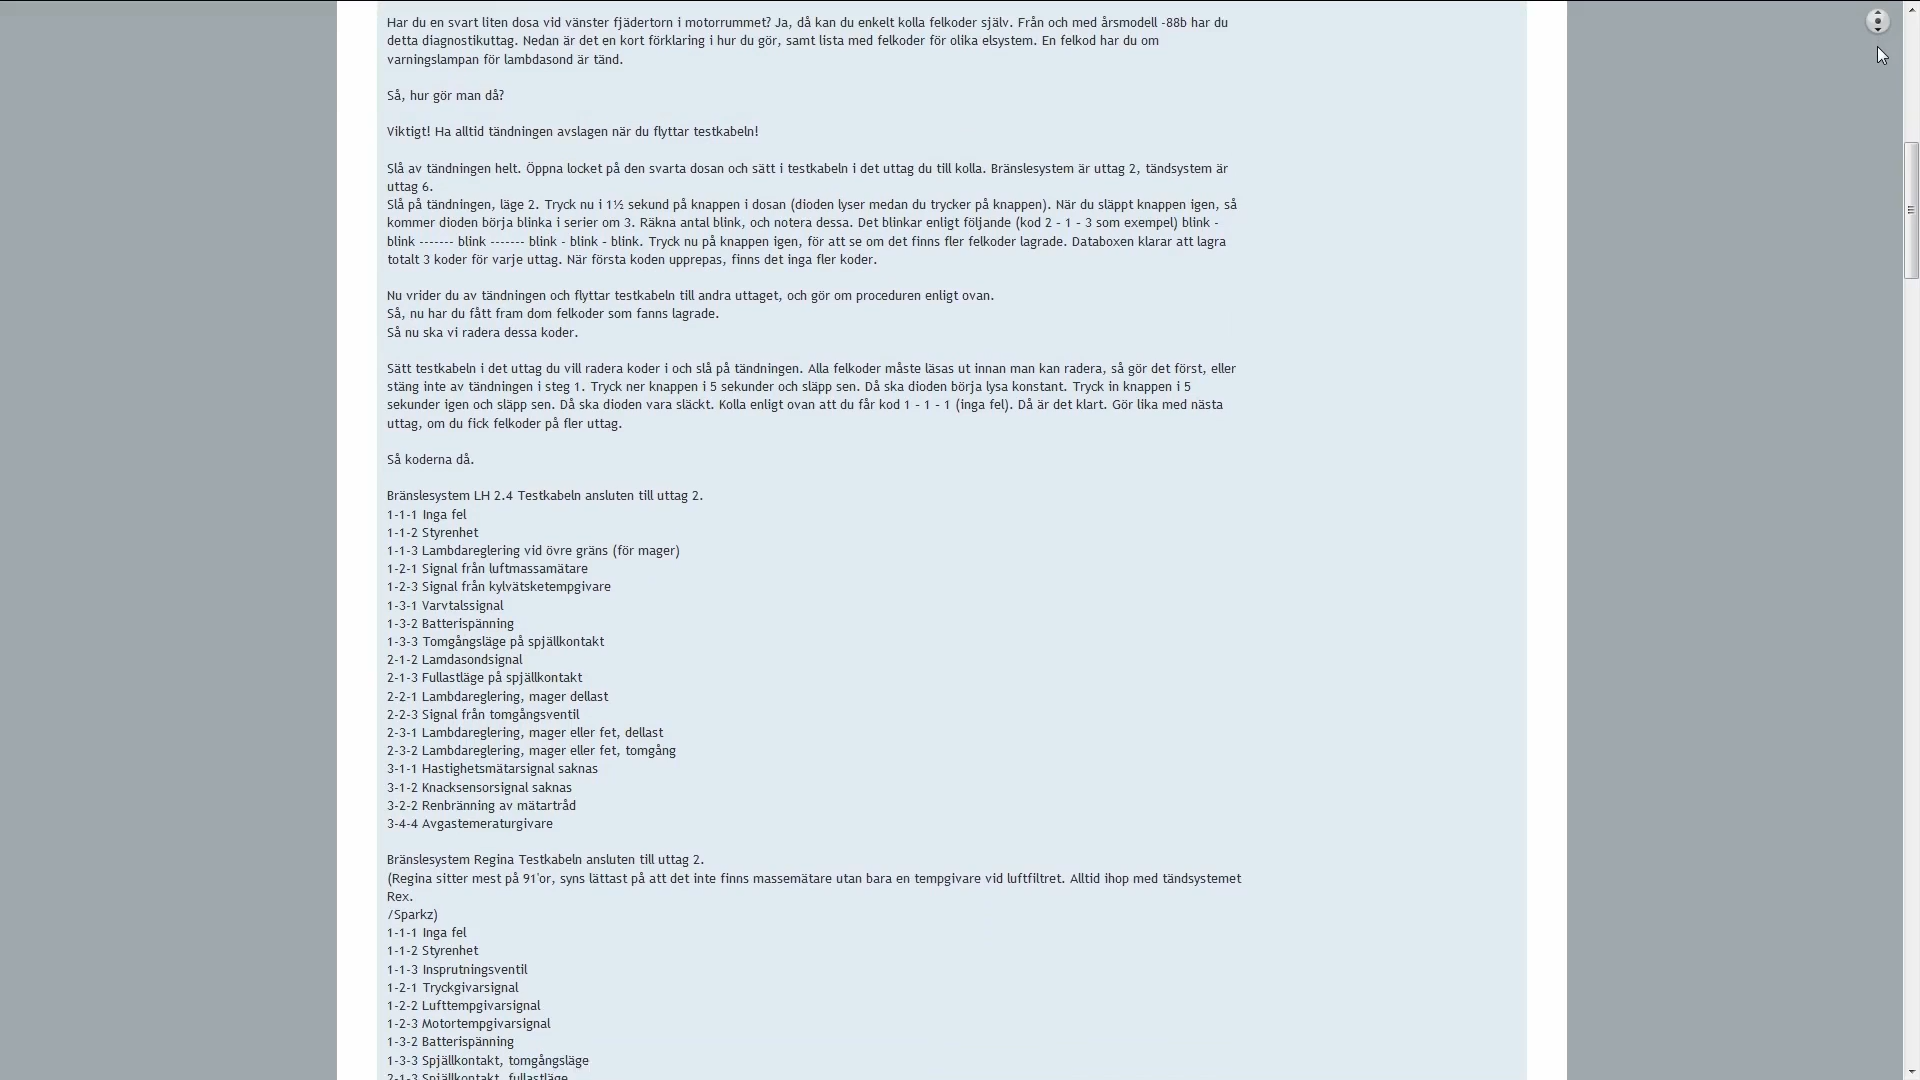 Har du en svart liten dosa vid vänster fjädertorn i motorrummet? Ja, då kan du enkelt kolla felkoder själv. Från och med årsmodell -88b har du
detta diagnostikuttag. Nedan är det en kort förklaring i hur du gör, samt lista med felkoder för olika elsystem. En felkod har du om
varningslampan för lambdasond är tänd.
Så, hur gör man då?
Viktigt! Ha alltid tändningen avslagen när du flyttar testkabeln!
Slå av tändningen helt. Öppna locket på den svarta dosan och sätt i testkabeln i det uttag du till kolla. Bränslesystem är uttag 2, tändsystem är
uttag 6.
Slå på tändningen, läge 2. Tryck nu i 1½ sekund på knappen i dosan (dioden lyser medan du trycker på knappen). När du släppt knappen igen, så
kommer dioden börja blinka i serier om 3. Räkna antal blink, och notera dessa. Det blinkar enligt följande (kod 2 - 1 - 3 som exempel) blink -
blink ------- blink ------- blink - blink - blink. Tryck nu på knappen igen, för att se om det finns fler felkoder lagrade. Databoxen klarar att lagra
totalt 3 koder för varje uttag. När första koden upprepas, finns det inga fler koder.
Nu vrider du av tändningen och flyttar testkabeln till andra uttaget, och gör om proceduren enligt ovan.
Så, nu har du fått fram dom felkoder som fanns lagrade.
Så nu ska vi radera dessa koder.
Sätt testkabeln i det uttag du vill radera koder i och slå på tändningen. Alla felkoder måste läsas ut innan man kan radera, så gör det först, eller
stäng inte av tändningen i steg 1. Tryck ner knappen i 5 sekunder och släpp sen. Då ska dioden börja lysa konstant. Tryck in knappen i 5
sekunder igen och släpp sen. Då ska dioden vara släckt. Kolla enligt ovan att du får kod 1 - 1 - 1 (inga fel). Då är det klart. Gör lika med nästa
uttag, om du fick felkoder på fler uttag.
Så koderna då.
Bränslesystem LH 2.4 Testkabeln ansluten till uttag 2.
1-1-1 Inga fel
1-1-2 Styrenhet
1-1-3 Lambdareglering vid övre gräns (för mager)
1-2-1 Signal från luftmassamätare
1-2-3 Signal från kylvätsketempgivare
1-3-1 Varvtalssignal
1-3-2 Batterispänning
1-3-3 Tomgångsläge på spjällkontakt
2-1-2 Lamdasondsignal
2-1-3 Fullastläge på spjällkontakt
2-2-1 Lambdareglering, mager dellast
2-2-3 Signal från tomgångsventil
2-3-1 Lambdareglering, mager eller fet, dellast
2-3-2 Lambdareglering, mager eller fet, tomgång
3-1-1 Hastighetsmätarsignal saknas
3-1-2 Knacksensorsignal saknas
3-2-2 Renbränning av mätartråd
3-4-4 Avgastemeraturgivare
Bränslesystem Regina Testkabeln ansluten till uttag 2.
(Regina sitter mest på 91'or, syns lättast på att det inte finns massemätare utan bara en tempgivare vid luftfiltret. Alltid ihop med tändsystemet
Rex.
/Sparkz)
1-1-1 Inga fel
1-1-2 Styrenhet
1-1-3 Insprutningsventil
1-2-1 Tryckgivarsignal
1-2-2 Lufttempgivarsignal
1-2-3 Motortempgivarsignal
1-3-2 Batterispänning
1-3-3 Spjällkontakt, tomgångsläge
2-1-3 Spjällkontakt, fullastläge